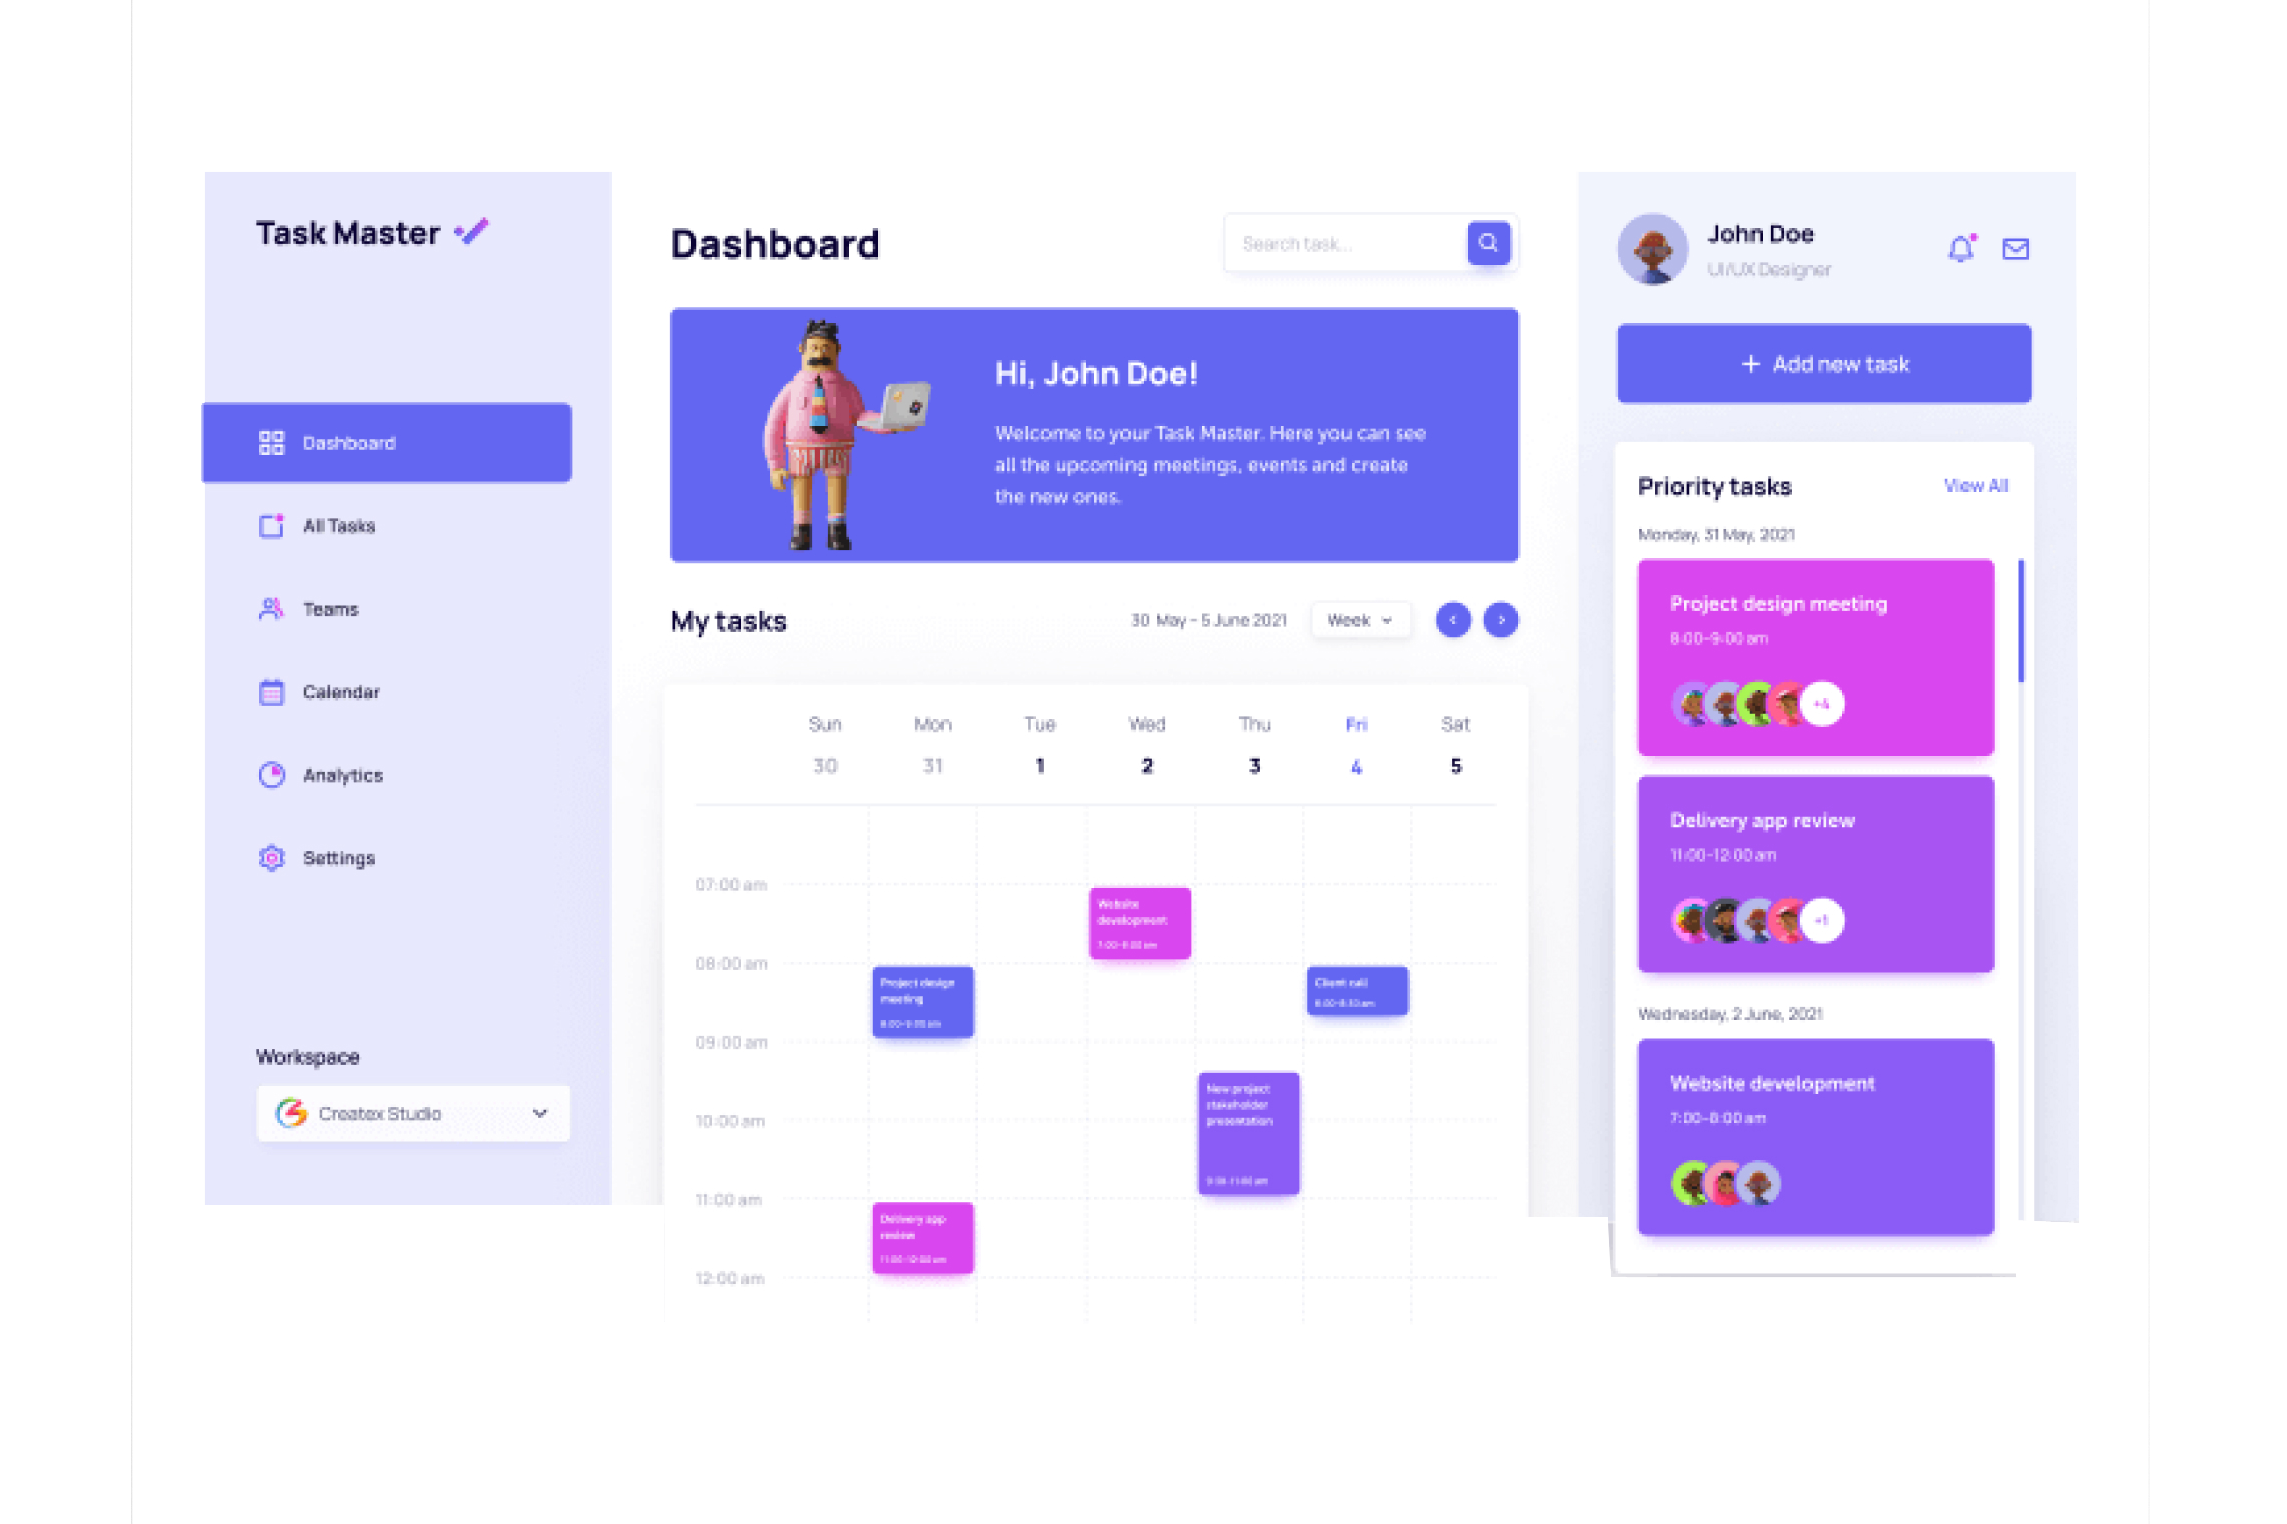 Task Master
Dashboard
All Tasks
Teams
Calendar
Analytics
Settings
Workspace
Createx Studio
Dashboard
Search task...
Hi, John Doe!
Welcome to your Task Master. Here you can see
all the upcoming meetings, events and create
the new ones.
My tasks
30 May - 5 June 2021
Week
Sun Mon Tue Wed Thu Fri Sat
30 31 1 2 3 4 5
07:00 am
Website
development
7:00-8:00 am
08:00 am
Project design
meeting
8:00-9:00 am
Client call
8:00-8:30 am
09:00 am
New project
stakeholder
presentation
9:30-11:00 am
10:00 am
11:00 am
Delivery app
review
11:00-12:00 am
12:00 am
John Doe
UI/UX Designer
+ Add new task
Priority tasks
View All
Monday, 31 May, 2021
Project design meeting
8:00-9:00 am
+4
Delivery app review
11:00-12:00 am
+1
Wednesday, 2 June, 2021
Website development
7:00-8:00 am